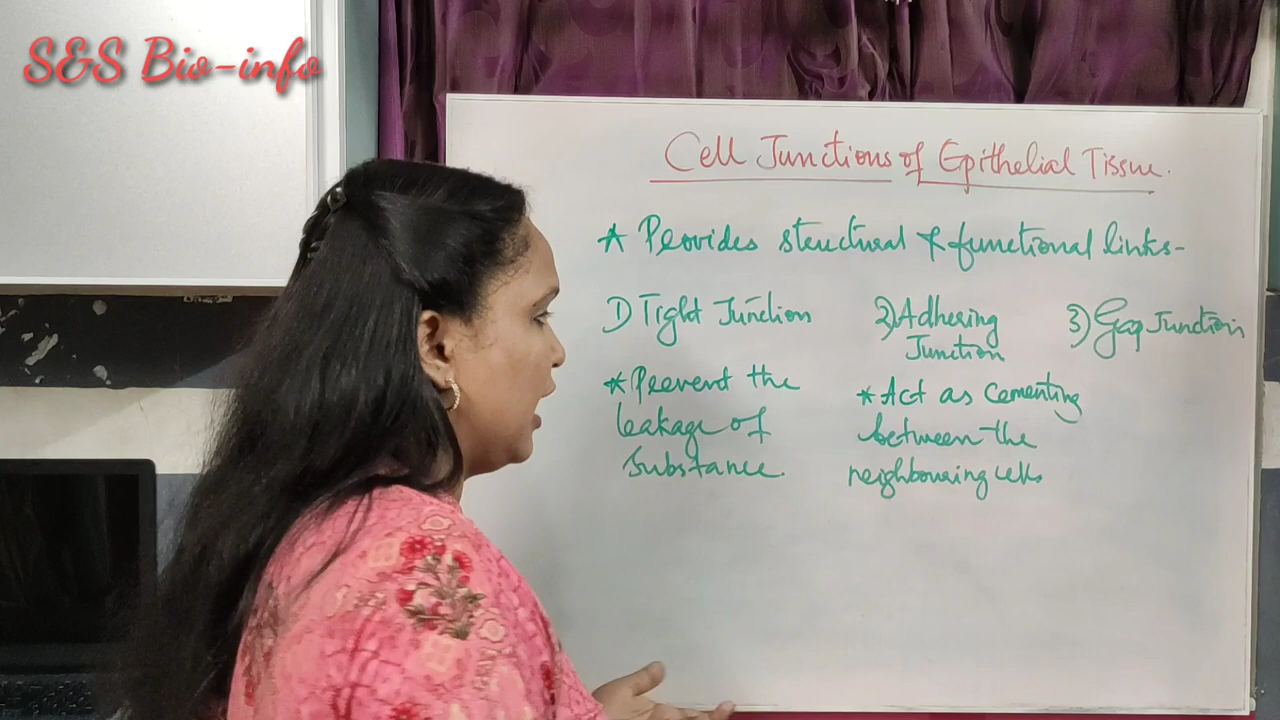 S&S Bio-info
Cell Junctions of Epithelial Tissue.
* Provides structural & functional links-
1) Tight Junction
2) Adhering
Junction
3) Gap Junction
* Prevent the
leakage of
Substance.
* Act as cementing
between the
neighbouring cells